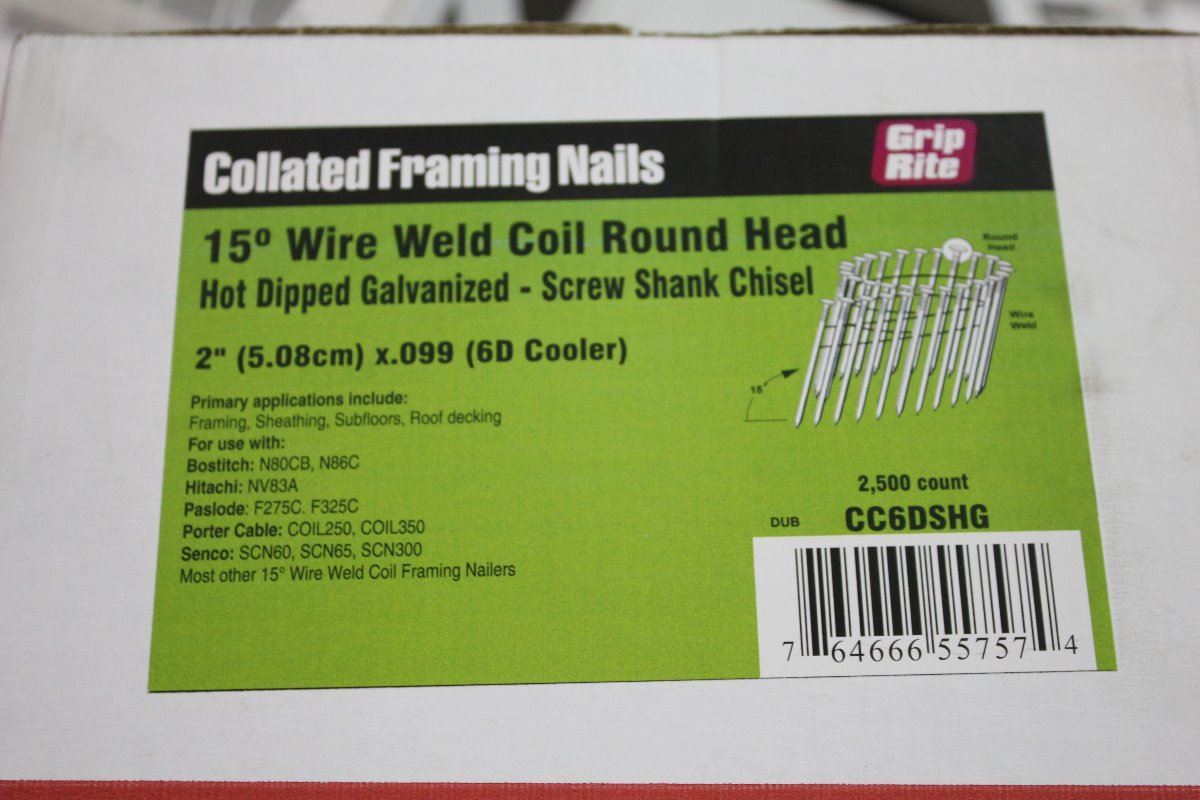 Collated Framing Nails
Grip
Rite
15º Wire Weld Coil Round Head
Hot Dipped Galvanized - Screw Shank Chisel
Round
Head
Wire
Weld
15°
2" (5.08cm) x.099 (6D Cooler)
Primary applications include:
Framing, Sheathing, Subfloors, Roof decking
For use with:
Bostitch: N80CB, N86C
Hitachi: NV83A
Paslode: F275C. F325C
Porter Cable: COIL250, COIL350
Senco: SCN60, SCN65, SCN300
Most other 15° Wire Weld Coil Framing Nailers
2,500 count
DUB CC6DSHG
7 64666 55757 4